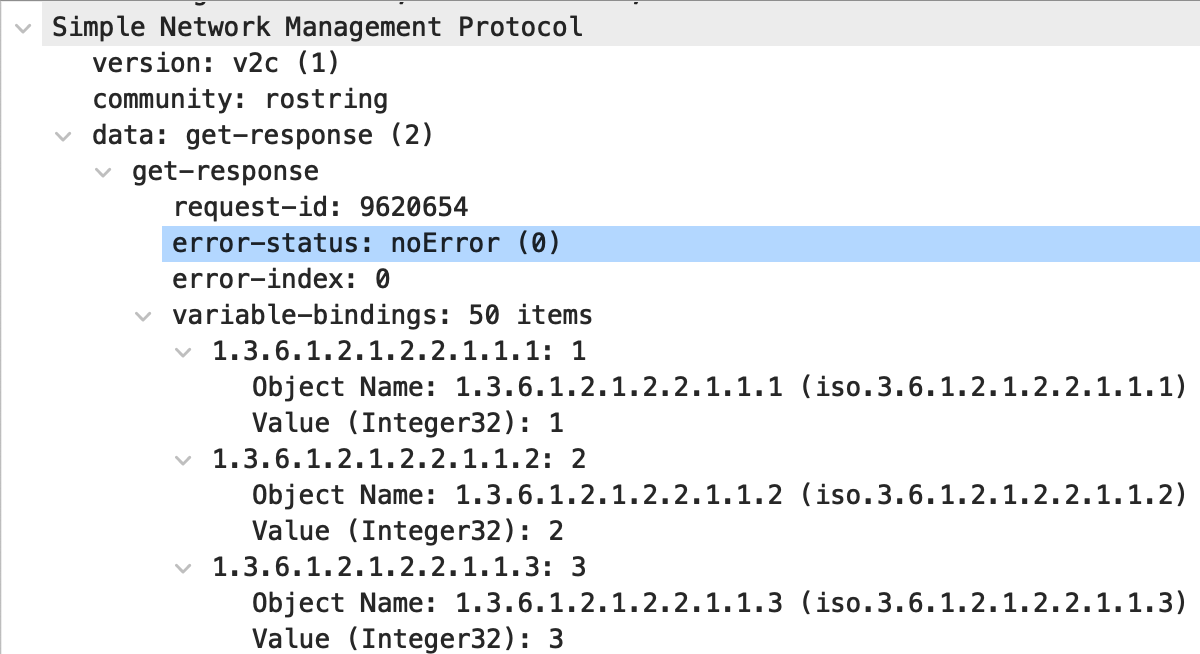 Simple Network Management Protocol
version: v2c (1)
community: rostring
data: get-response (2)
get-response
request-id: 9620654
error-status: noError (0)
error-index: 0
variable-bindings: 50 items
1.3.6.1.2.1.2.2.1.1.1: 1
Object Name: 1.3.6.1.2.1.2.2.1.1.1 (iso.3.6.1.2.1.2.2.1.1.1)
Value (Integer32): 1
1.3.6.1.2.1.2.2.1.1.2: 2
Object Name: 1.3.6.1.2.1.2.2.1.1.2 (iso.3.6.1.2.1.2.2.1.1.2)
Value (Integer32): 2
1.3.6.1.2.1.2.2.1.1.3: 3
Object Name: 1.3.6.1.2.1.2.2.1.1.3 (iso.3.6.1.2.1.2.2.1.1.3)
Value (Integer32): 3